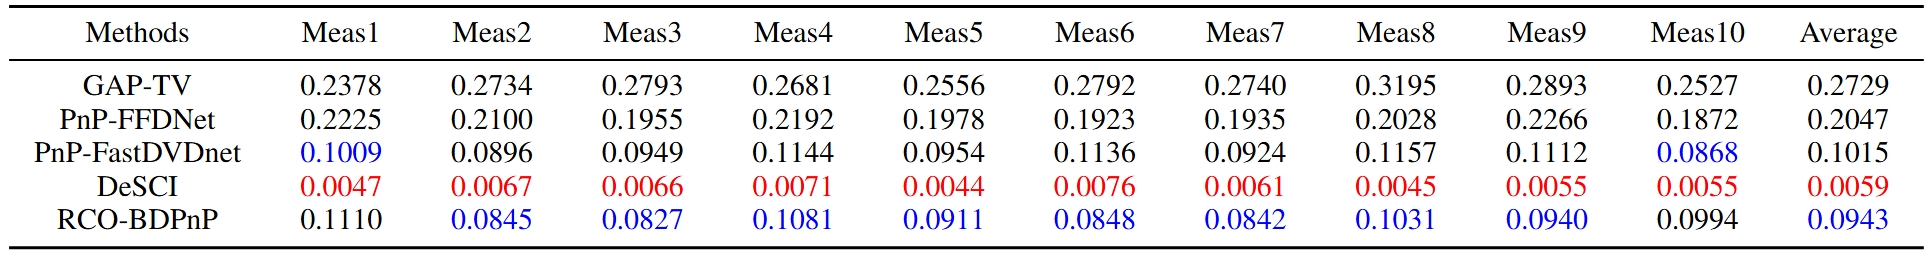 Methods Meas1 Meas2 Meas3 Meas4 Meas5 Meas6 Meas7 Meas8 Meas9 Meas10 Average
GAP-TV 0.2378 0.2734 0.2793 0.2681 0.2556 0.2792 0.2740 0.3195 0.2893 0.2527 0.2729
PnP-FFDNet 0.2225 0.2100 0.1955 0.2192 0.1978 0.1923 0.1935 0.2028 0.2266 0.1872 0.2047
PnP-FastDVDnet 0.1009 0.0896 0.0949 0.1144 0.0954 0.1136 0.0924 0.1157 0.1112 0.0868 0.1015
DeSCI 0.0047 0.0067 0.0066 0.0071 0.0044 0.0076 0.0061 0.0045 0.0055 0.0055 0.0059
RCO-BDPnP 0.1110 0.0845 0.0827 0.1081 0.0911 0.0848 0.0842 0.1031 0.0940 0.0994 0.0943